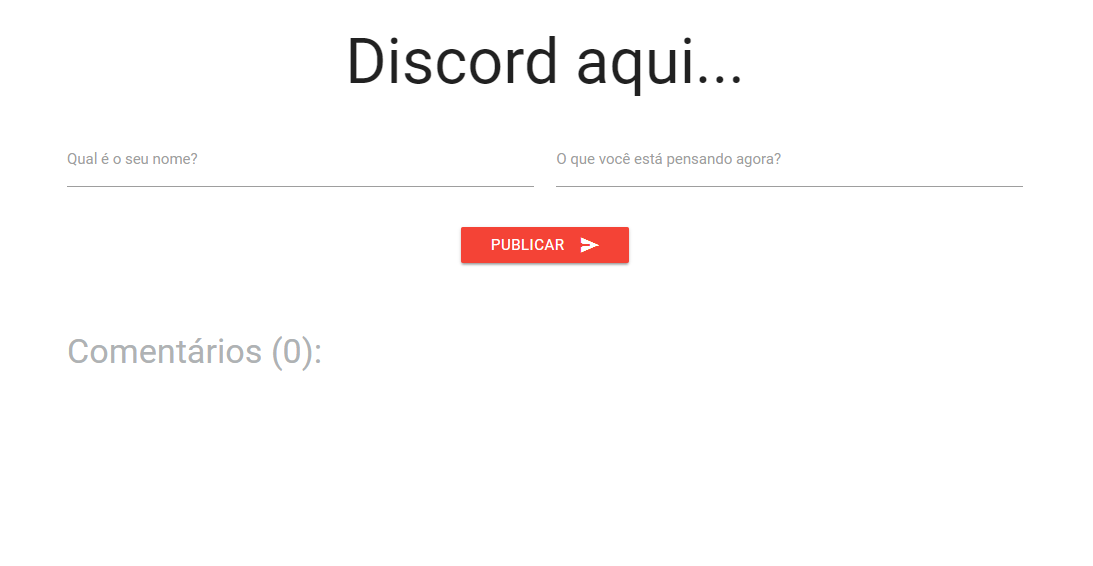 Discord aqui...
Qual é o seu nome?
O que você está pensando agora?
PUBLICAR
Comentários (0):